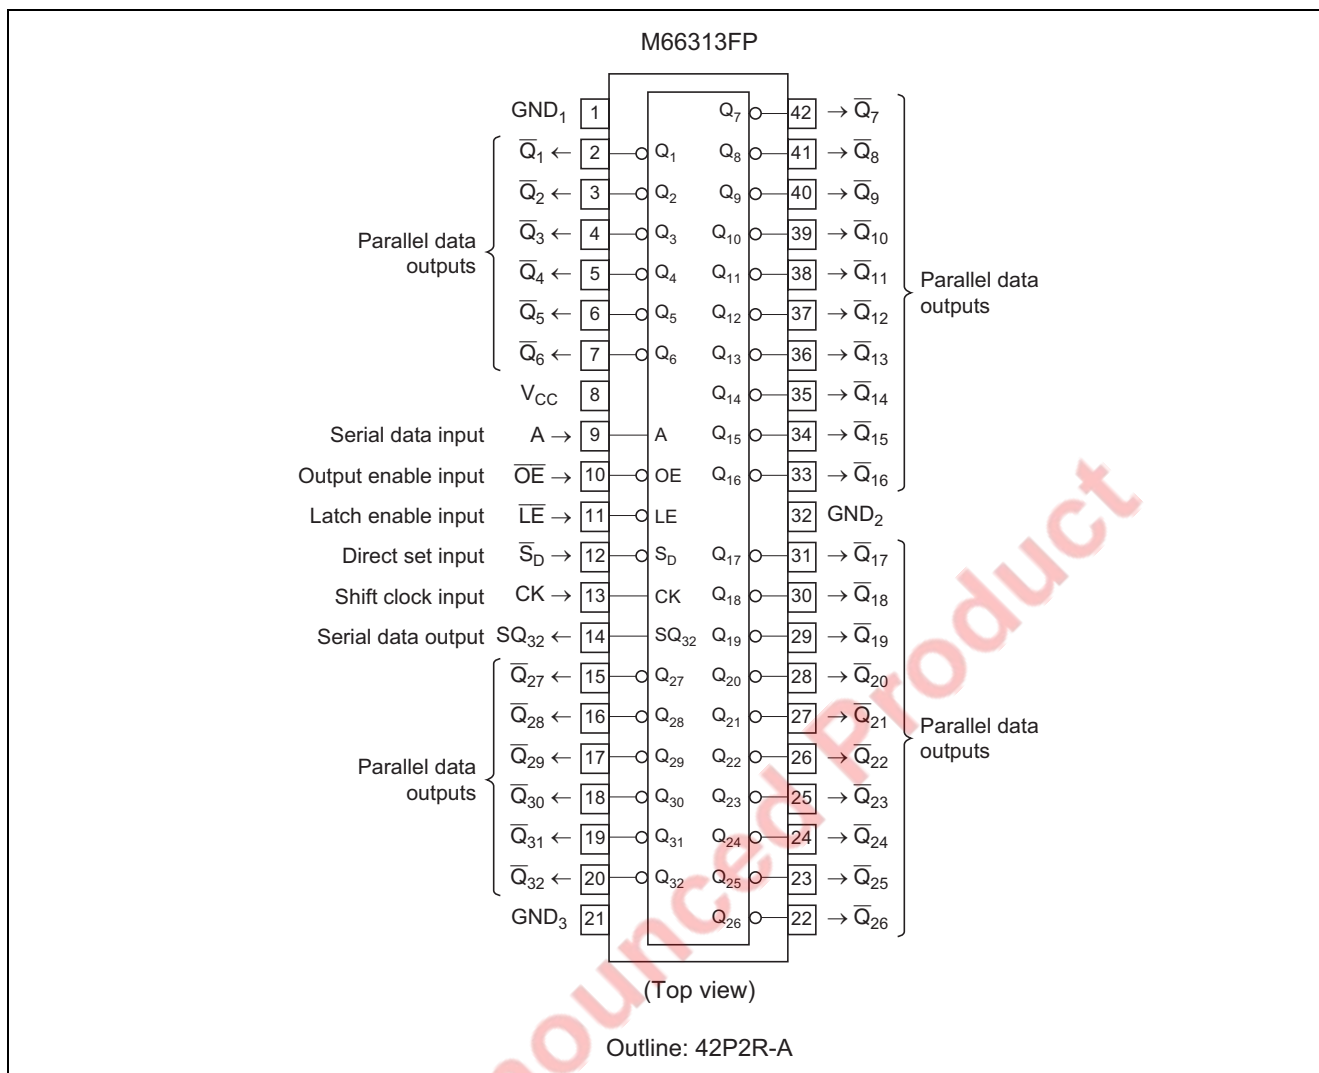 M66313FP
GND₁ 1 Q₇ 42 → Q̅₇
Q̅₁ ← 2 Q₁ Q₈ 41 → Q̅₈
Q̅₂ ← 3 Q₂ Q₉ 40 → Q̅₉
Q̅₃ ← 4 Q₃ Q₁₀ 39 → Q̅₁₀
Parallel data
outputs
Q̅₄ ← 5 Q₄ Q₁₁ 38 → Q̅₁₁
Parallel data
outputs
Q̅₅ ← 6 Q₅ Q₁₂ 37 → Q̅₁₂
Q̅₆ ← 7 Q₆ Q₁₃ 36 → Q̅₁₃
V_CC 8 Q₁₄ 35 → Q̅₁₄
Serial data input A → 9 A Q₁₅ 34 → Q̅₁₅
Output enable input O̅E̅ → 10 OE Q₁₆ 33 → Q̅₁₆
Latch enable input L̅E̅ → 11 LE 32 GND₂
Direct set input S̅_D → 12 S_D Q₁₇ 31 → Q̅₁₇
Shift clock input CK → 13 CK Q₁₈ 30 → Q̅₁₈
Serial data output SQ₃₂ ← 14 SQ₃₂ Q₁₉ 29 → Q̅₁₉
Q̅₂₇ ← 15 Q₂₇ Q₂₀ 28 → Q̅₂₀
Q̅₂₈ ← 16 Q₂₈ Q₂₁ 27 → Q̅₂₁
Parallel data
outputs
Q̅₂₉ ← 17 Q₂₉ Q₂₂ 26 → Q̅₂₂
Parallel data
outputs
Q̅₃₀ ← 18 Q₃₀ Q₂₃ 25 → Q̅₂₃
Q̅₃₁ ← 19 Q₃₁ Q₂₄ 24 → Q̅₂₄
Q̅₃₂ ← 20 Q₃₂ Q₂₅ 23 → Q̅₂₅
GND₃ 21 Q₂₆ 22 → Q̅₂₆
(Top view)
Outline: 42P2R-A
ounced Product